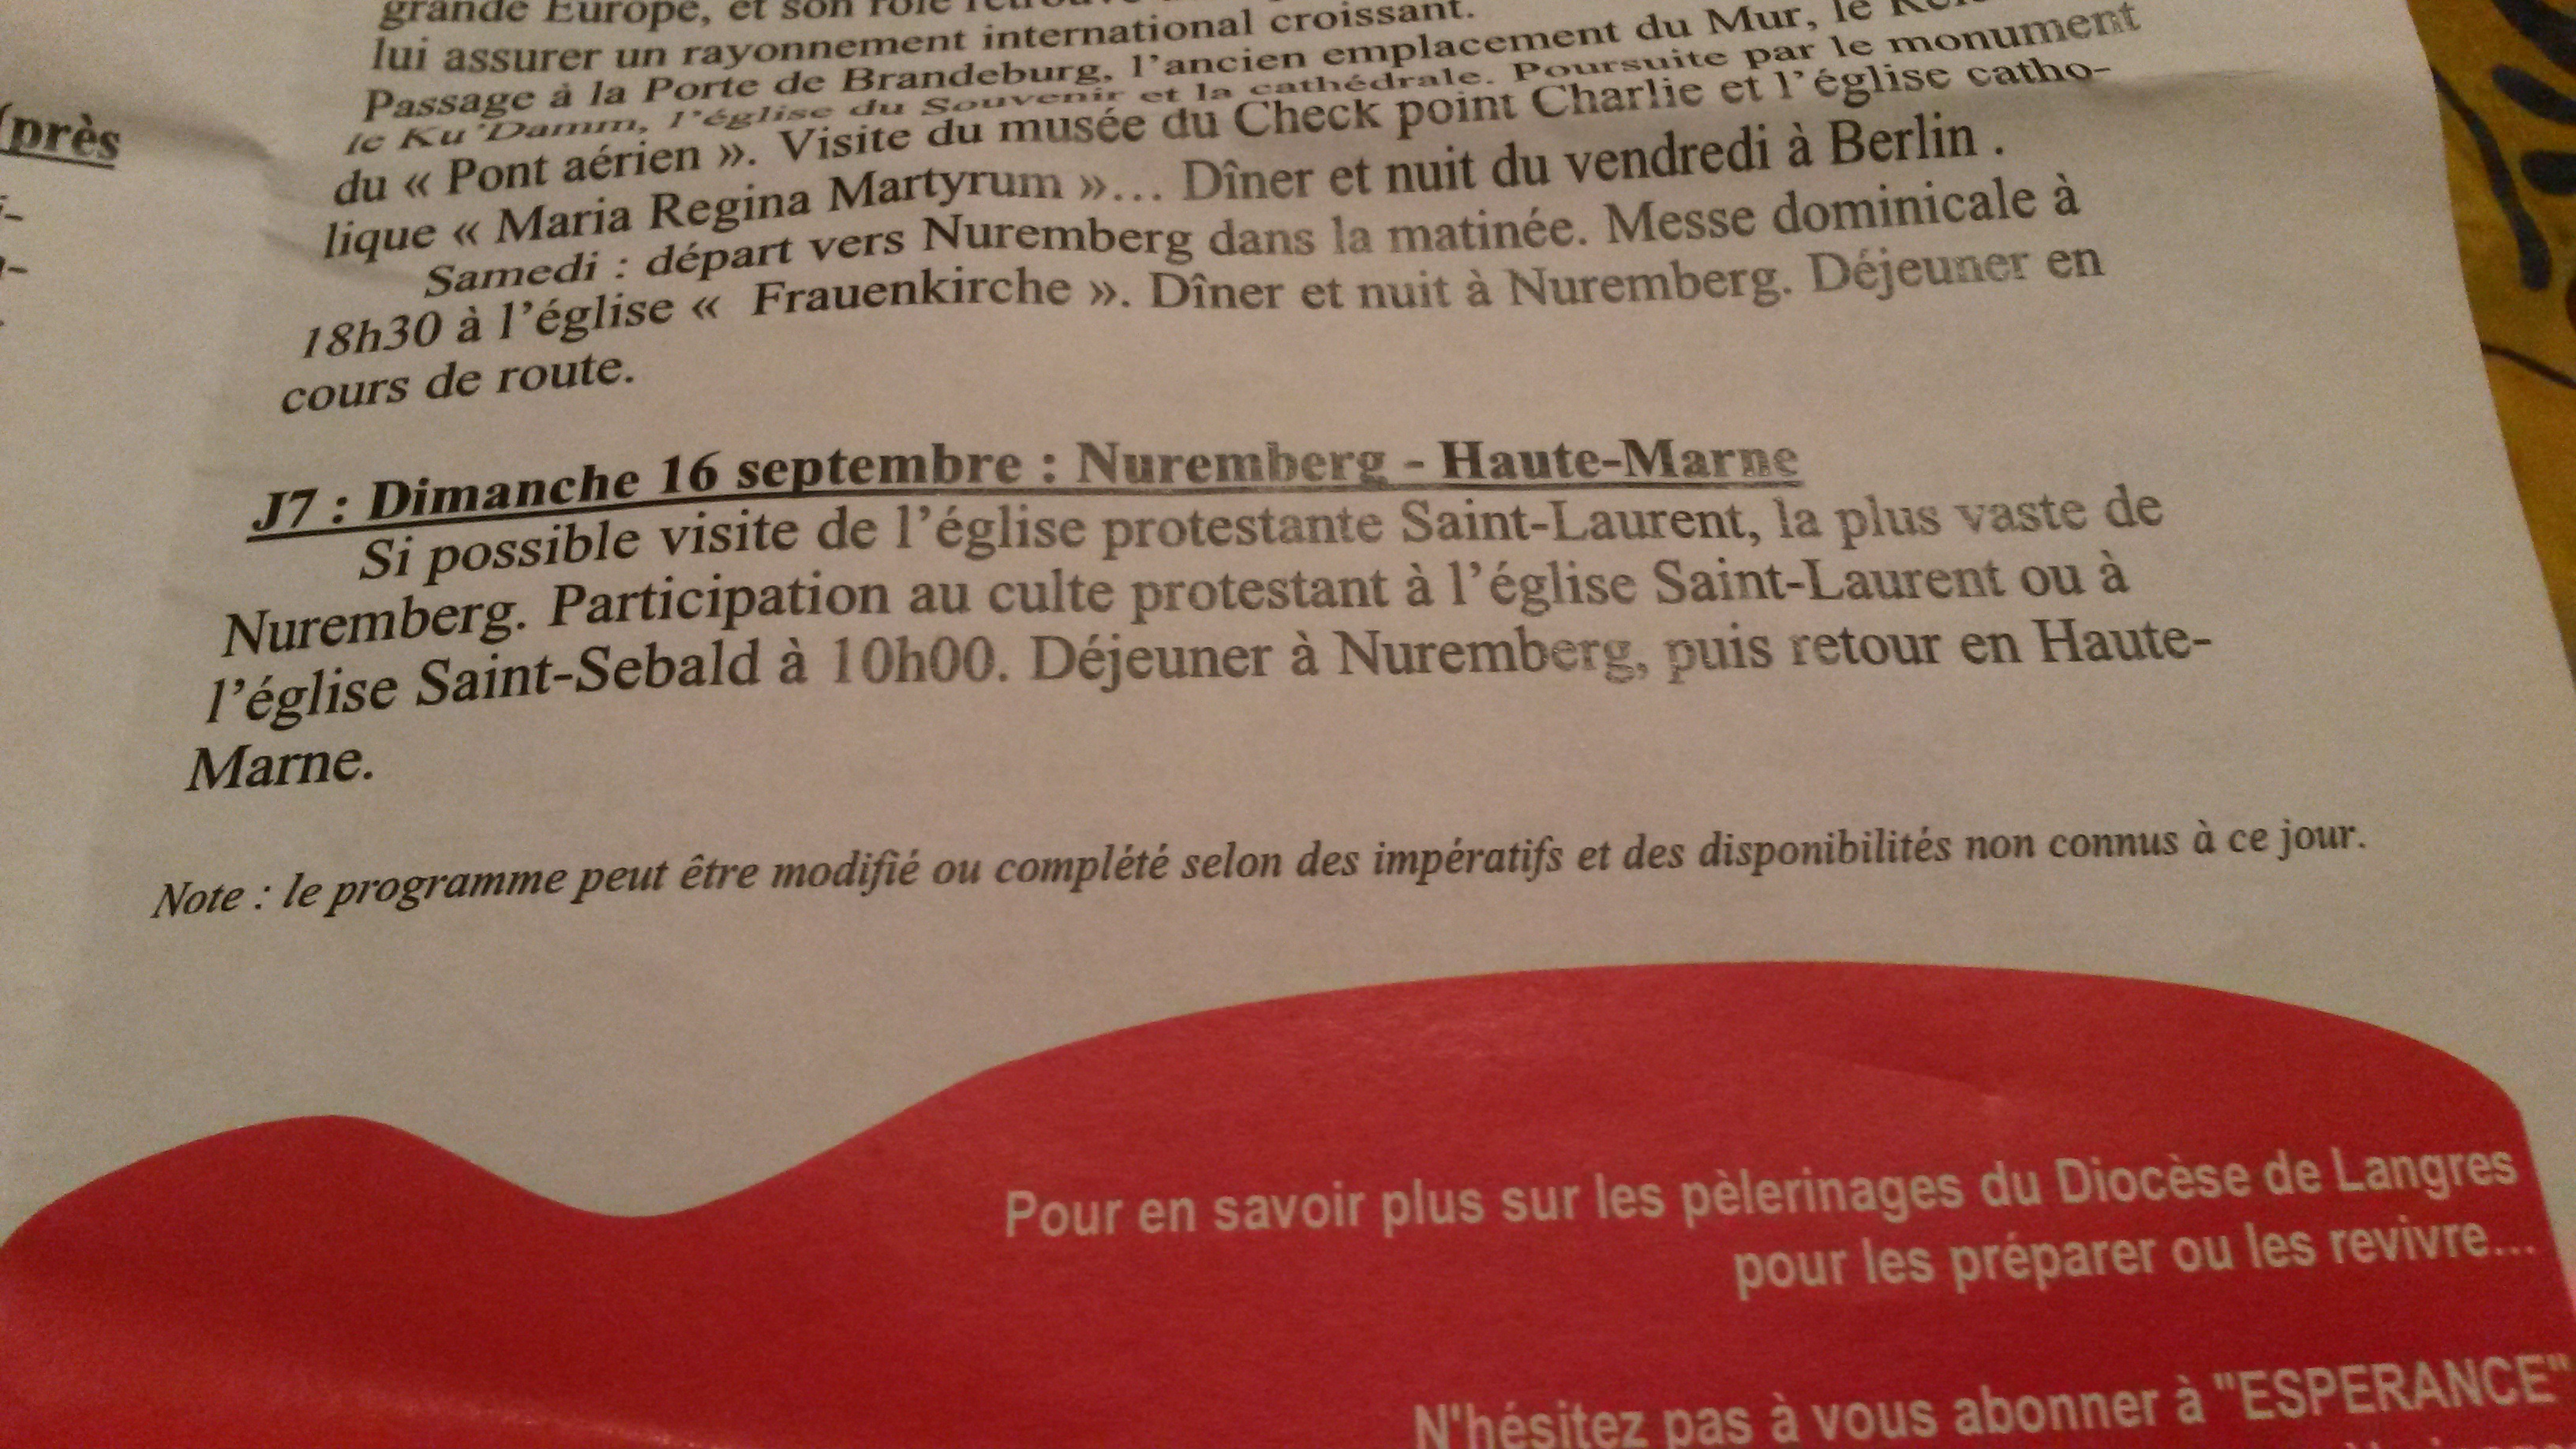 grande Europe, et son rôle
lui assurer un rayonnement international croissant.
Passage à la Porte de Brandeburg, l'ancien emplacement du Mur, le
le Ku'Damm, l'église du Souvenir et la cathédrale. Poursuite par le monument
du « Pont aérien ». Visite du musée du Check point Charlie et l'église catho-
lique « Maria Regina Martyrum »… Dîner et nuit du vendredi à Berlin .
Samedi : départ vers Nuremberg dans la matinée. Messe dominicale à
18h30 à l'église « Frauenkirche ». Dîner et nuit à Nuremberg. Déjeuner en
cours de route.
J7 : Dimanche 16 septembre : Nuremberg - Haute-Marne
Si possible visite de l'église protestante Saint-Laurent, la plus vaste de
Nuremberg. Participation au culte protestant à l'église Saint-Laurent ou à
l'église Saint-Sebald à 10h00. Déjeuner à Nuremberg, puis retour en Haute-
Marne.
Note : le programme peut être modifié ou complété selon des impératifs et des disponibilités non connus à ce jour.
Pour en savoir plus sur les pèlerinages du Diocèse de Langres
pour les préparer ou les revivre...
N'hésitez pas à vous abonner à "ESPERANCE"
(près